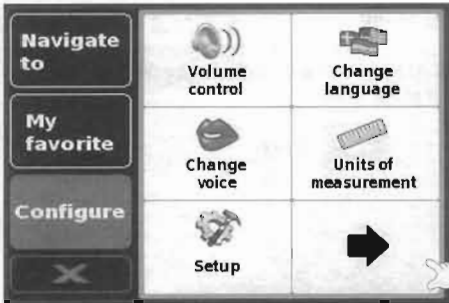 Navigate
to
My
favorite
Configure
Volume
control
Change
language
Change
voice
Units of
measurement
Setup